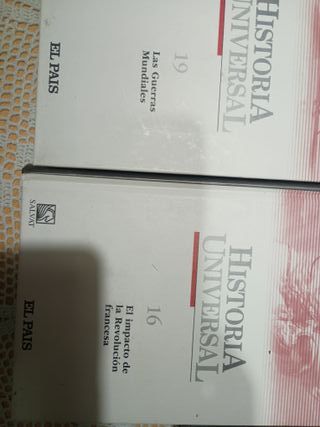 HISTORIA
UNIVERSAL
19
Las Guerras
Mundiales
EL PAIS
HISTORIA
UNIVERSAL
16
El impacto de
la Revolución
francesa
SALVAT
EL PAIS